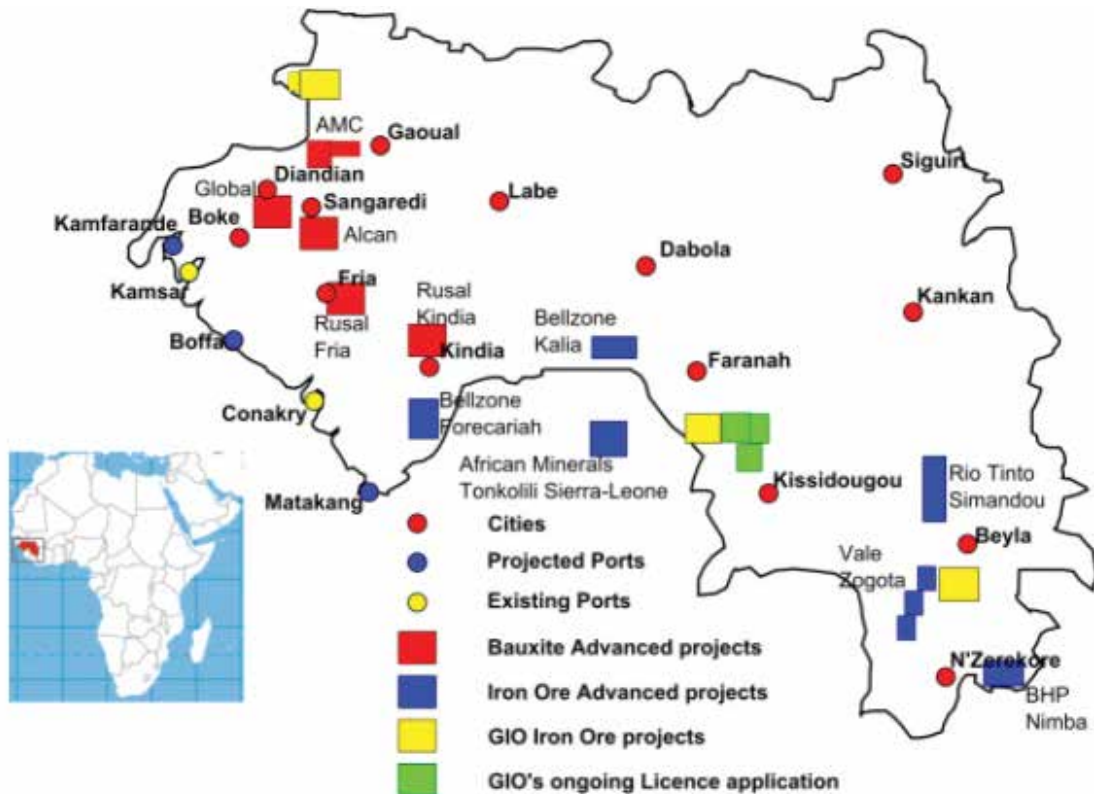 AMC
Gaoual
Siguiri
Diandian
Global
Sangaredi
Labe
Kamfarande
Boke
Alcan
Dabola
Kamsar
Fria
Rusal
Kindia
Kankan
Rusal
Fria
Bellzone
Kalia
Boffa
Kindia
Faranah
Bellzone
Forecariah
Conakry
African Minerals
Tonkolili Sierra-Leone
Kissidougou
Rio Tinto
Simandou
Matakang
Beyla
Vale
Zogota
N'Zerekore
BHP
Nimba
Cities
Projected Ports
Existing Ports
Bauxite Advanced projects
Iron Ore Advanced projects
GIO Iron Ore projects
GIO's ongoing Licence application